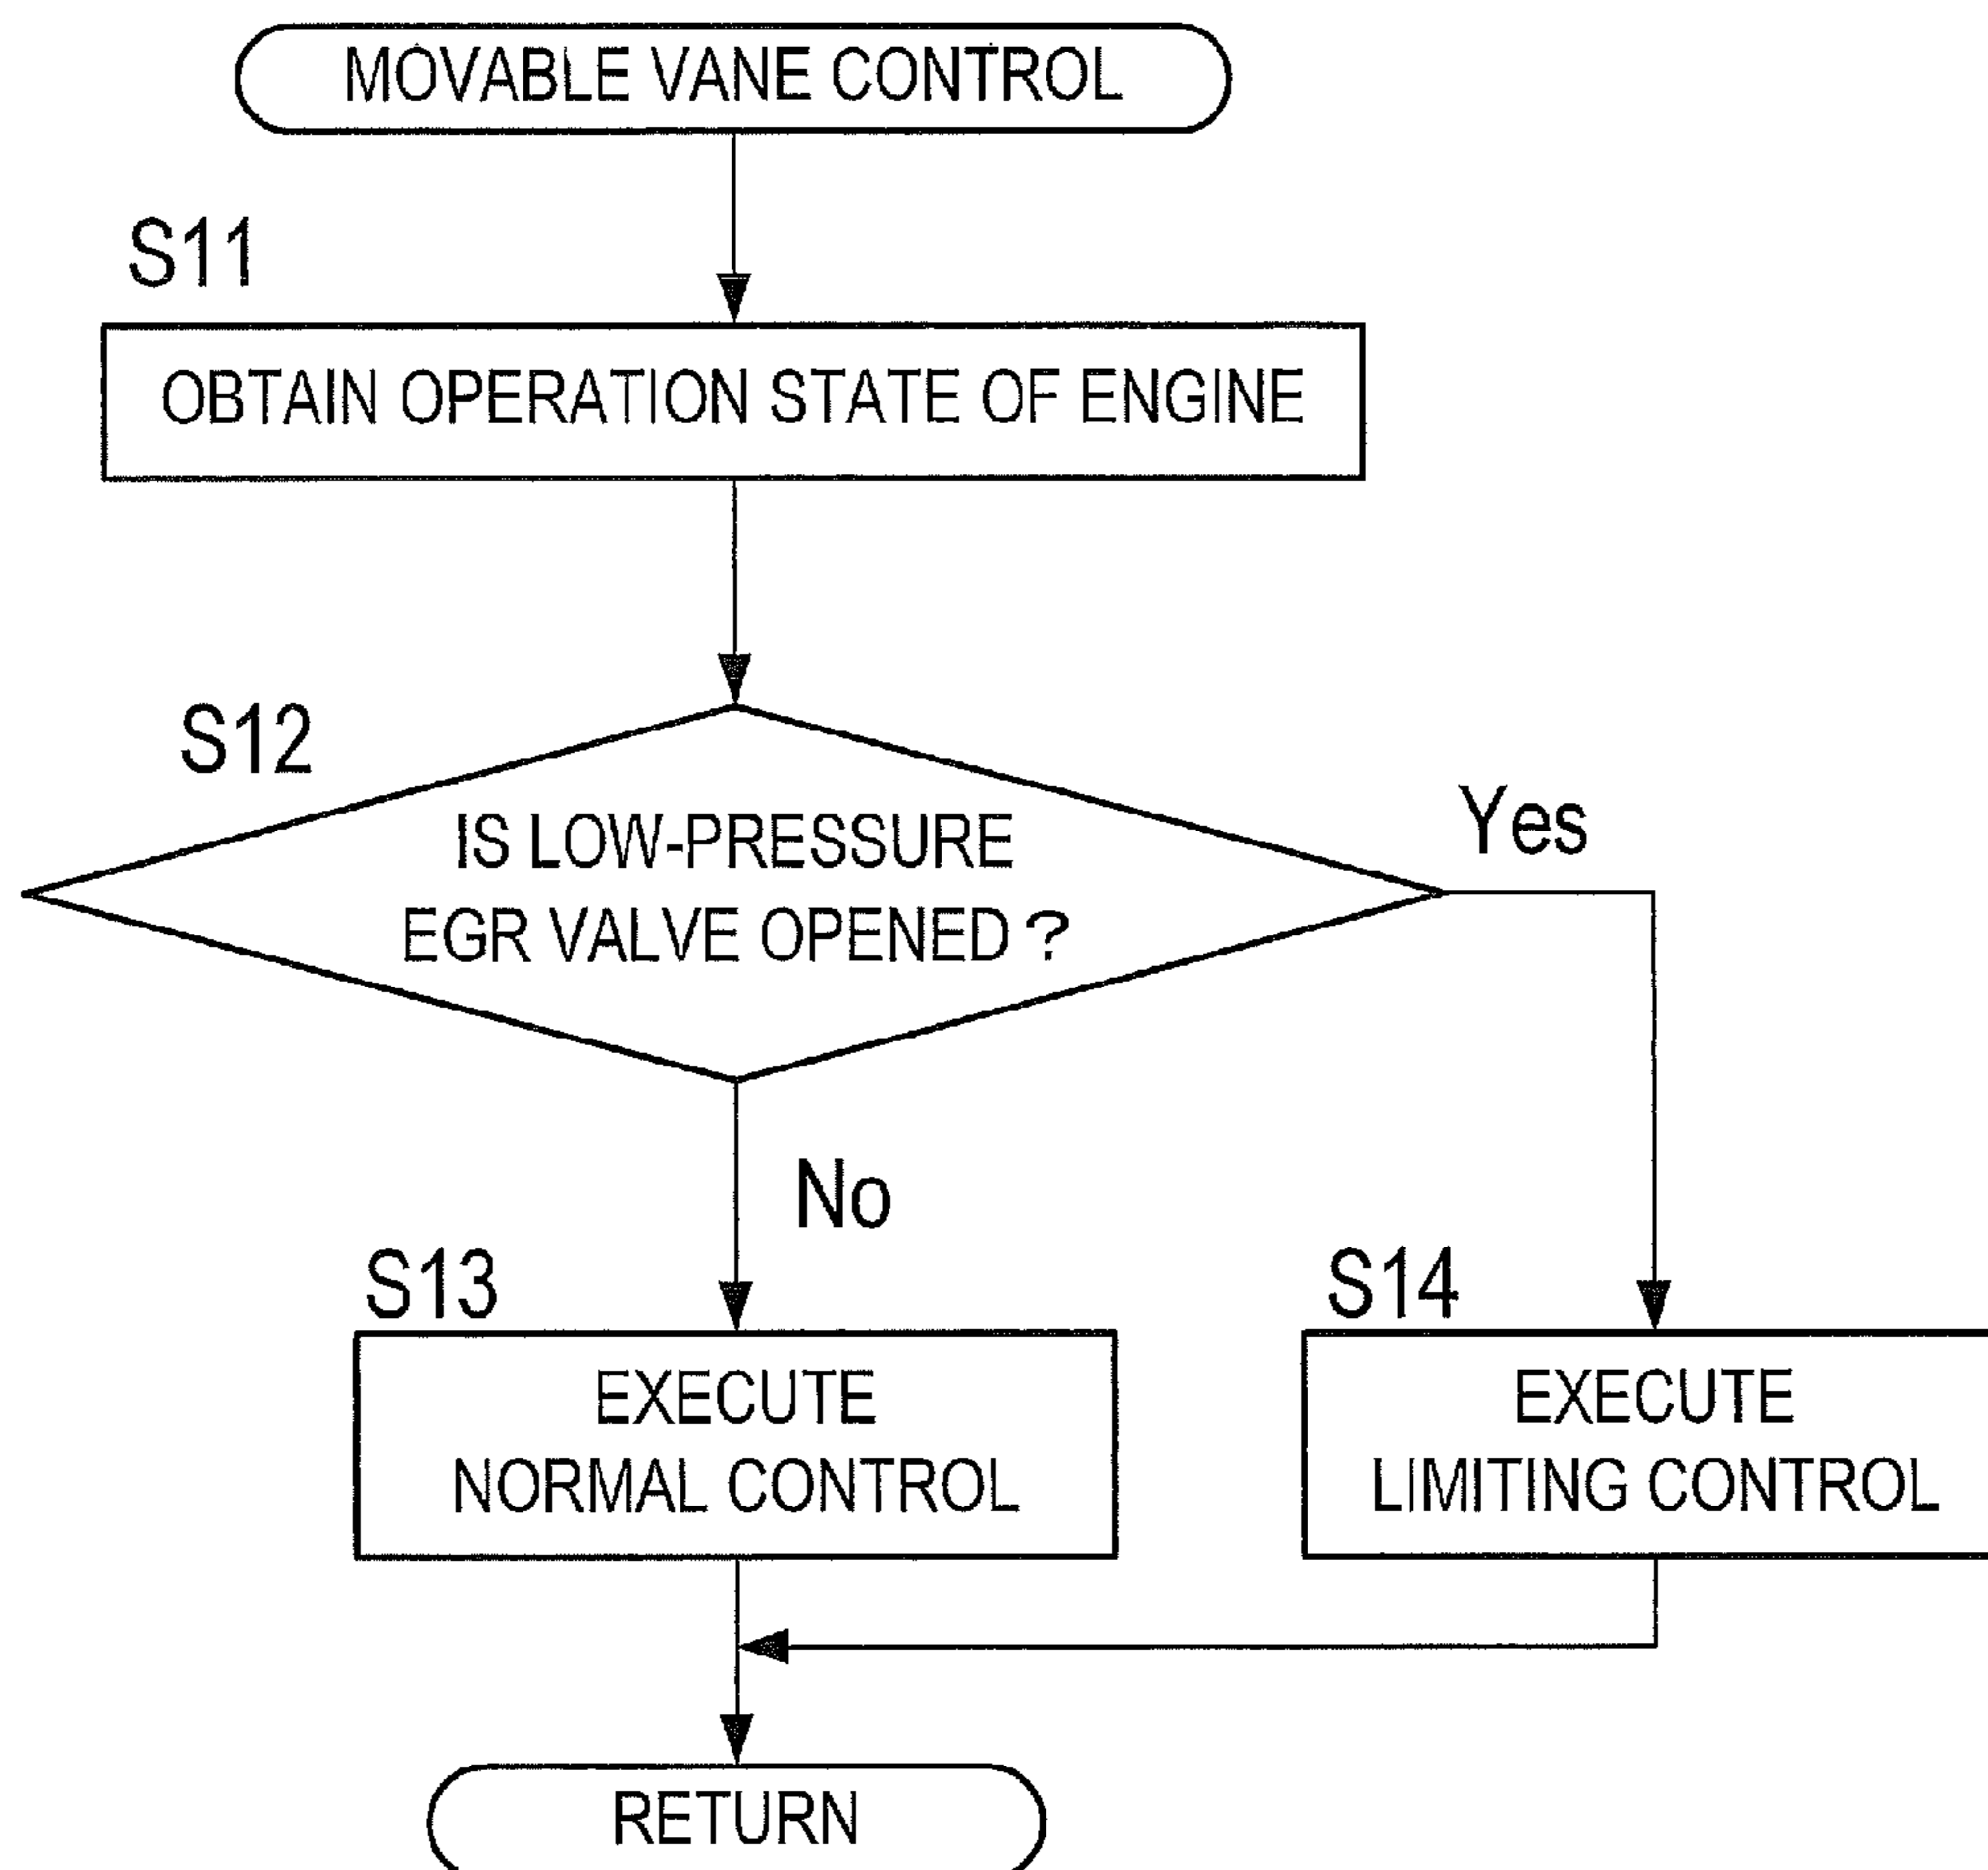 MOVABLE VANE CONTROL
S11
OBTAIN OPERATION STATE OF ENGINE
S12
IS LOW-PRESSURE
EGR VALVE OPENED ?
Yes
No
S13
EXECUTE
NORMAL CONTROL
S14
EXECUTE
LIMITING CONTROL
RETURN